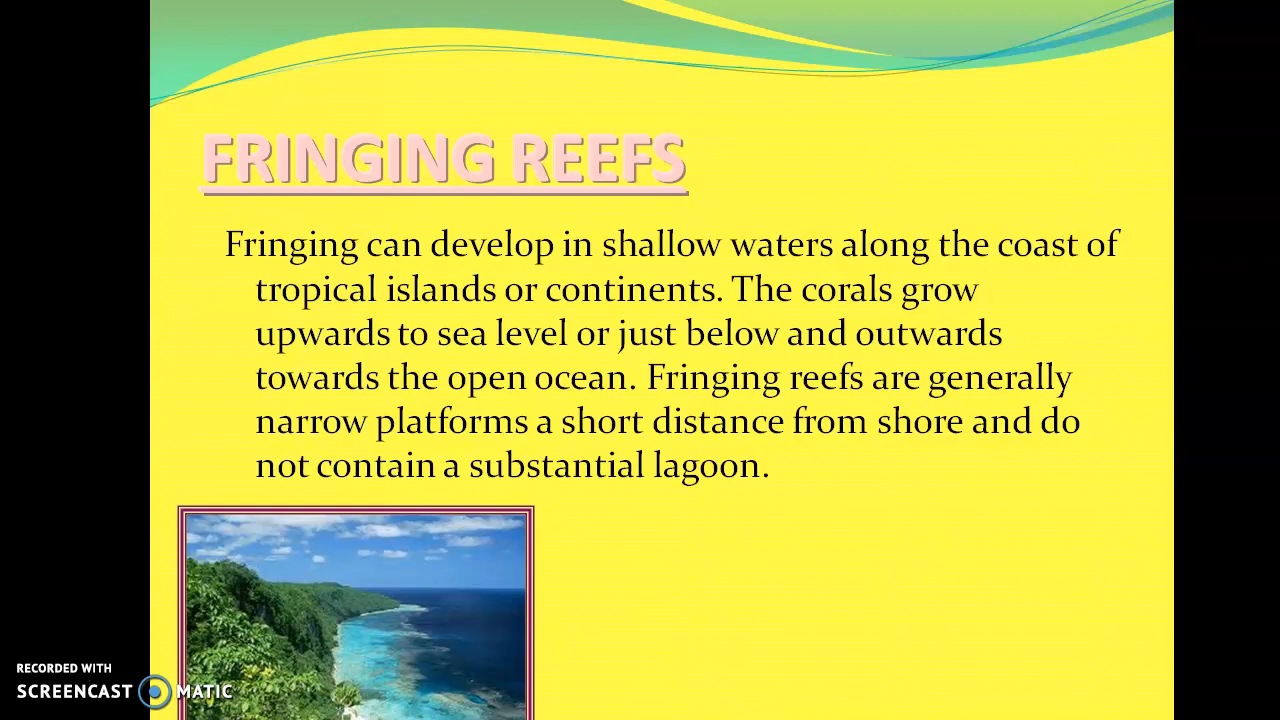 FRINGING REEFS
Fringing can develop in shallow waters along the coast of
tropical islands or continents. The corals grow
upwards to sea level or just below and outwards
towards the open ocean. Fringing reefs are generally
narrow platforms a short distance from shore and do
not contain a substantial lagoon.
RECORDED WITH
SCREENCAST MATIC